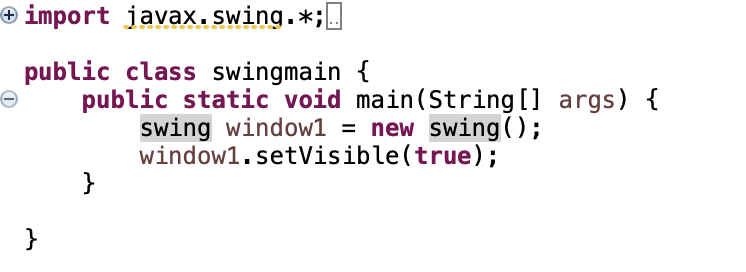 import javax.swing.*;
public class swingmain {
public static void main(String[] args) {
swing window1 = new swing();
window1.setVisible(true);
}
}